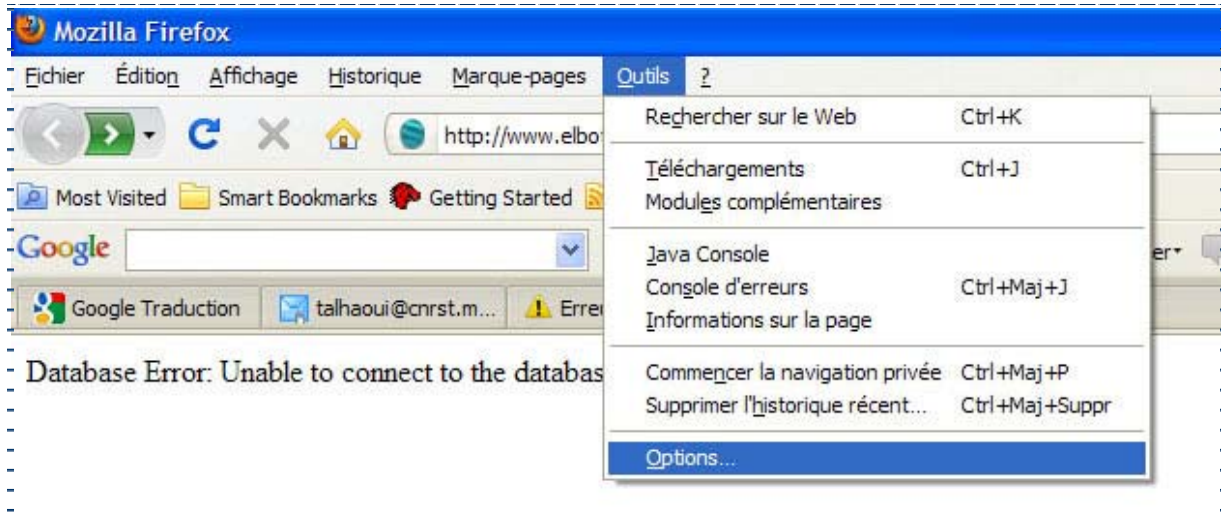 Mozilla Firefox
Fichier Édition Affichage Historique Marque-pages Outils ?
http://www.elbo
Most Visited Smart Bookmarks Getting Started
Google er
Google Traduction talhaoui@cnrst.m... Erre
Database Error: Unable to connect to the databas
Rechercher sur le Web Ctrl+K
Téléchargements Ctrl+J
Modules complémentaires
Java Console
Console d'erreurs Ctrl+Maj+J
Informations sur la page
Commencer la navigation privée Ctrl+Maj+P
Supprimer l'historique récent... Ctrl+Maj+Suppr
Options...